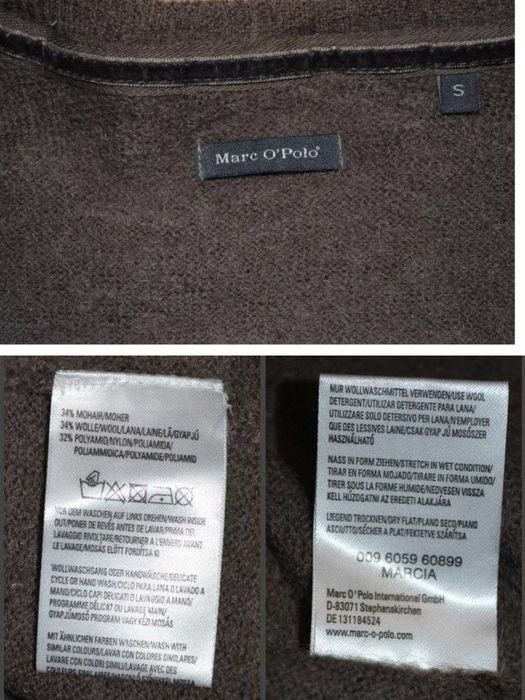 S
Marc O'Polo®
34% MOHAIR/MOHER
34% WOLLE/WOOL/LANA/LAINE/LÃ/GYAPJÚ
32% POLYAMID/NYLON/POLIAMIDA/
POLIAMMIDICA/POLYAMIDE/POLIAMID
VOR DEM WASCHEN AUF LINKS DREHEN/WASH INSIDE
OUT/PONER DE REVÉS ANTES DE LAVAR/PRIMA DEL
LAVAGGIO RIVOLTARE/RETOURNER A L'ENVERS AVANT
LE LAVAGE/MOSÁS ELŐTT FORDÍTSA KI
WOLLWASCHGANG ODER HANDWÄSCHE/DELICATE
CYCLE OR HAND WASH/CICLO PARA LANA O LAVADO A
MANO/CICLO CAPI DELICATI O LAVAGGIO A MANO/
PROGRAMME DÉLICAT OU LAVAGE MAIN/
GYAPJÚMOSÓ PROGRAM VAGY KÉZI MOSÁS
MIT ÄHNLICHEN FARBEN WASCHEN/WASH WITH
SIMILAR COLOURS/LAVAR CON COLORES SIMILARES/
LAVARE CON COLORI SIMILI/LAVAGE AVEC DES
COULEURS SIMILAIRES
NUR WOLLWASCHMITTEL VERWENDEN/USE WOOL
DETERGENT/UTILIZAR DETERGENTE PARA LANA/
UTILIZZARE SOLO DETERSIVO PER LANA/N'EMPLOYER
QUE DES LESSIVES LAINE/CSAK GYAP JÚ MOSÓSZER
HASZNÁLHATÓ
NASS IN FORM ZIEHEN/STRETCH IN WET CONDITION/
TIRAR EN FORMA MOJADO/TIRARE IN FORMA UMIDO/
TIRER SOUS LA FORME HUMIDE/NEDVESEN VISSZA
KELL HÚZOGATNI AZ EREDETI ALAKJÁRA
LIEGEND TROCKNEN/DRY FLAT/PLANO SECO/PIANO
ASCIUTTO/SÉCHER A PLAT/FEKTETVE SZÁRÍTSA
009 6059 60899
MARCIA
Marc O'Polo International GmbH
D-83071 Stephenskirchen
DE 131184524
www.marc-o-polo.com